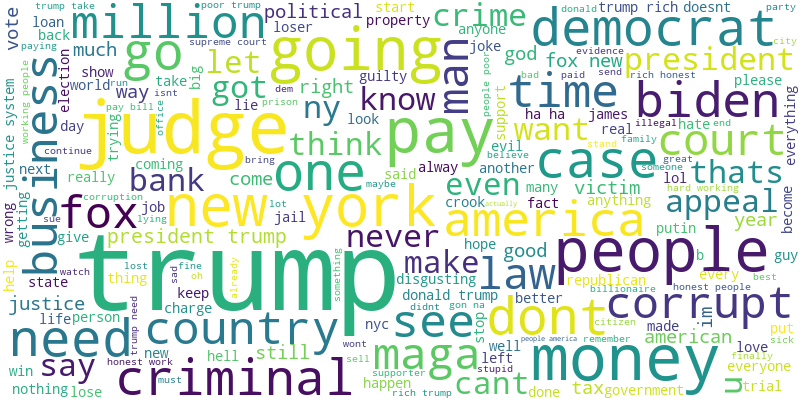 million
go
going
let
political
crime
democrat
trump take
poor trump
loan
back
vote
much
loser
property
start
anyone
donald
party
trump rich
doesnt
supreme court
joke
god
fox new
president
evidence
city
paying
dem
guilty
show
world
run
take
big
got
right
man
business
election
way
isnt
lie
ny
look
know
ha ha
james
time
bad
paid
send
rich honest
please
biden
judge
pay
people poor
support
illegal
hate
end
everything
justice system
working people
pay bill
trying
office
prison
day
think
want
real
family
evil
believe
case
court
continue
coming
bring
said
alway
another
lol
stand
great
someone
thats
next
really
bank
come
one
maybe
even
many
victim
hard working
wrong
getting
fox
corruption
sue
lying
job
lot
jail
new york
crook
fact
anything
actually
america
putin
appeal
become
give
president trump
never
hope
good
year
help
state
watch
thing
lost
fine
oh
sad
already
something
trump
make
disgusting
law
people
b
guy
every
republican
billionaire
honest people
best
justice
charge
keep
donald trump
better
need
life
person
country
nyc
didnt
gon na
see
stop
dont
citizen
corrupt
made
im
love
american
put
sick
say
trump need
new
hell
still
wont
maga
well
left
stupid
people america
remember
money
everyone
finally
win
honest work
criminal
happen
sell
supporter
cant
done
tax
government
u
trial
nothing
lose
must
rich trump